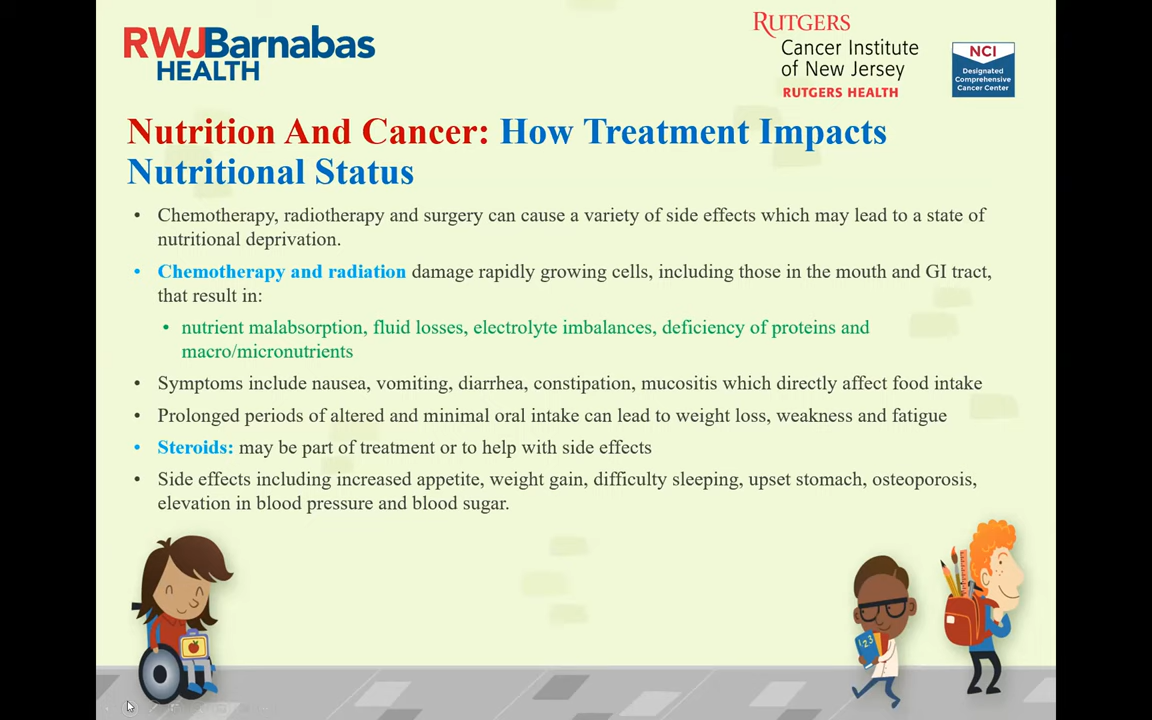 RWJBarnabas
HEALTH
RUTGERS
Cancer Institute
of New Jersey
RUTGERS HEALTH
NCI
Designated
Comprehensive
Cancer Center
Nutrition And Cancer: How Treatment Impacts
Nutritional Status
• Chemotherapy, radiotherapy and surgery can cause a variety of side effects which may lead to a state of
nutritional deprivation.
• Chemotherapy and radiation damage rapidly growing cells, including those in the mouth and GI tract,
that result in:
• nutrient malabsorption, fluid losses, electrolyte imbalances, deficiency of proteins and
macro/micronutrients
• Symptoms include nausea, vomiting, diarrhea, constipation, mucositis which directly affect food intake
• Prolonged periods of altered and minimal oral intake can lead to weight loss, weakness and fatigue
• Steroids: may be part of treatment or to help with side effects
• Side effects including increased appetite, weight gain, difficulty sleeping, upset stomach, osteoporosis,
elevation in blood pressure and blood sugar.
123